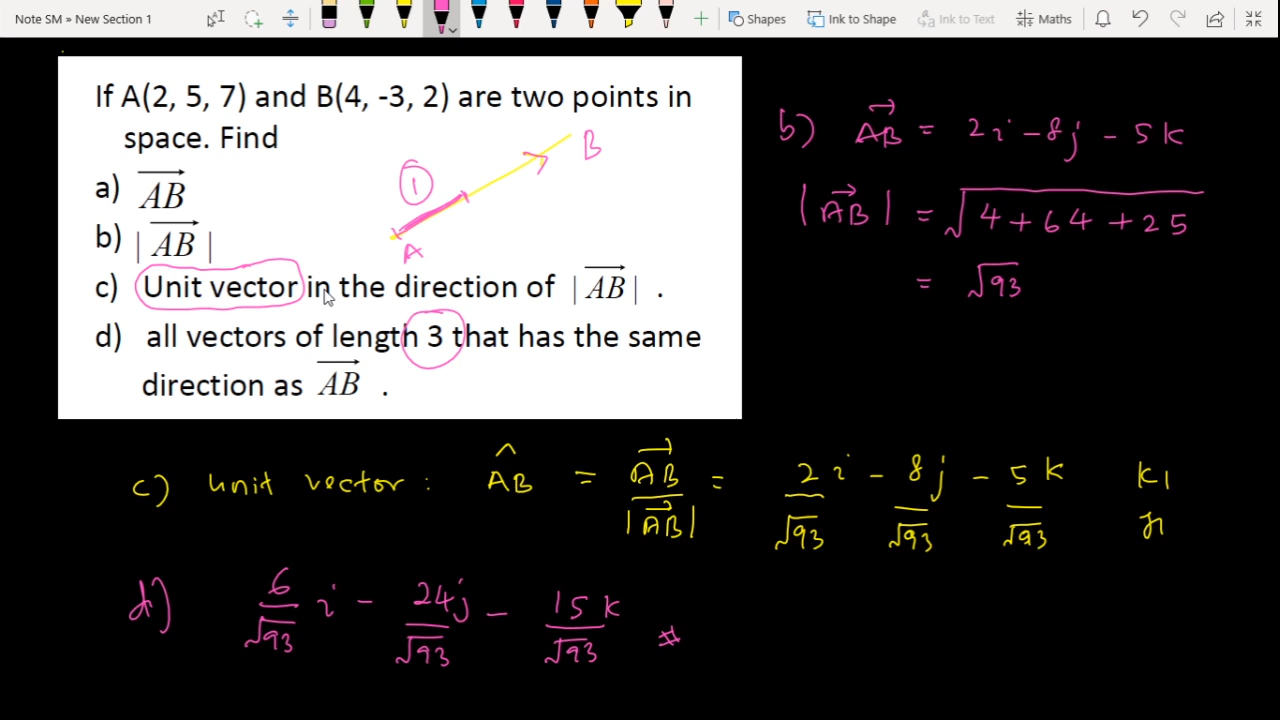 Note SM » New Section 1
Shapes Ink to Shape Ink to Text Maths
If A(2, 5, 7) and B(4, -3, 2) are two points in
space. Find
a) AB
b) | AB |
c) Unit vector in the direction of | AB | .
d) all vectors of length 3 that has the same
direction as AB .
1
A
B
b) AB = 2i - 8j - 5k
|AB| = √4+64+25
= √93
c) unit vector : AB = AB/|AB| = 2/√93 i - 8/√93 j - 5/√93 k
d) 6/√93 i - 24j/√93 - 15k/√93 #